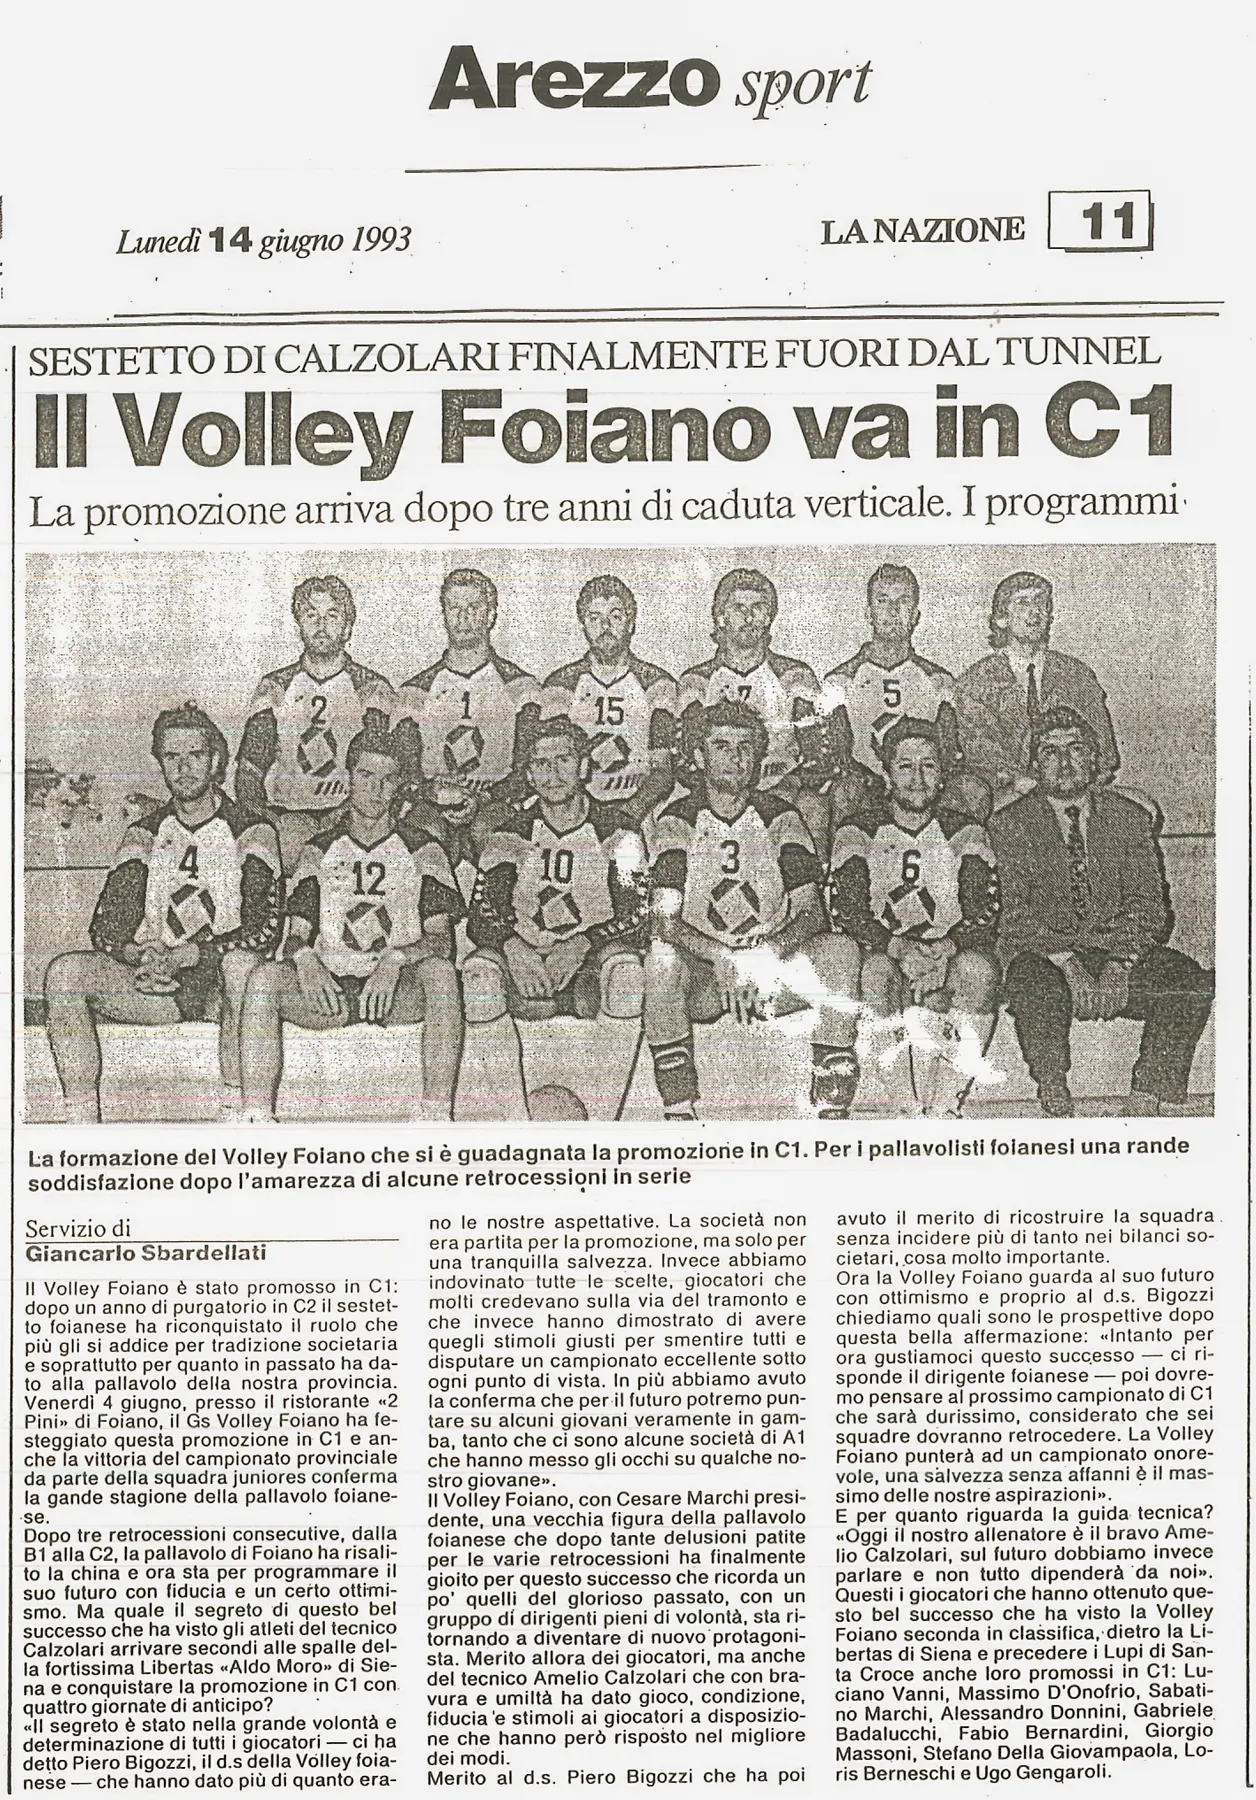 Arezzo sport
Lunedì 14 giugno 1993
LA NAZIONE 11
SESTETTO DI CALZOLARI FINALMENTE FUORI DAL TUNNEL
Il Volley Foiano va in C1
La promozione arriva dopo tre anni di caduta verticale. I programmi
2
1
15
7
5
4
12
10
3
6
La formazione del Volley Foiano che si è guadagnata la promozione in C1. Per i pallavolisti foianesi una rande
soddisfazione dopo l'amarezza di alcune retrocessioni in serie
Servizio di
Giancarlo Sbardellati
Il Volley Foiano è stato promosso in C1:
dopo un anno di purgatorio in C2 il sestet-
to foianese ha riconquistato il ruolo che
più gli si addice per tradizione societaria
e soprattutto per quanto in passato ha da-
to alla pallavolo della nostra provincia.
Venerdì 4 giugno, presso il ristorante «2
Pini» di Foiano, il Gs Volley Foiano ha fe-
steggiato questa promozione in C1 e an-
che la vittoria del campionato provinciale
da parte della squadra juniores conferma
la gande stagione della pallavolo foiane-
se.
Dopo tre retrocessioni consecutive, dalla
B1 alla C2, la pallavolo di Foiano ha risali-
to la china e ora sta per programmare il
suo futuro con fiducia e un certo ottimi-
smo. Ma quale il segreto di questo bel
successo che ha visto gli atleti del tecnico
Calzolari arrivare secondi alle spalle del-
la fortissima Libertas «Aldo Moro» di Sie-
na e conquistare la promozione in C1 con
quattro giornate di anticipo?
«Il segreto è stato nella grande volontà e
determinazione di tutti i giocatori — ci ha
detto Piero Bigozzi, il d.s della Volley foia-
nese — che hanno dato più di quanto era-
no le nostre aspettative. La società non
era partita per la promozione, ma solo per
una tranquilla salvezza. Invece abbiamo
indovinato tutte le scelte, giocatori che
molti credevano sulla via del tramonto e
che invece hanno dimostrato di avere
quegli stimoli giusti per smentire tutti e
disputare un campionato eccellente sotto
ogni punto di vista. In più abbiamo avuto
la conferma che per il futuro potremo pun-
tare su alcuni giovani veramente in gam-
ba, tanto che ci sono alcune società di A1
che hanno messo gli occhi su qualche no-
stro giovane».
Il Volley Foiano, con Cesare Marchi presi-
dente, una vecchia figura della pallavolo
foianese che dopo tante delusioni patite
per le varie retrocessioni ha finalmente
gioito per questo successo che ricorda un
po' quelli del glorioso passato, con un
gruppo di dirigenti pieni di volontà, sta ri-
tornando a diventare di nuovo protagoni-
sta. Merito allora dei giocatori, ma anche
del tecnico Amelio Calzolari che con bra-
vura e umiltà ha dato gioco, condizione,
fiducia e stimoli ai giocatori a disposizio-
ne che hanno però risposto nel migliore
dei modi.
Merito al d.s. Piero Bigozzi che ha poi
avuto il merito di ricostruire la squadra
senza incidere più di tanto nei bilanci so-
cietari, cosa molto importante.
Ora la Volley Foiano guarda al suo futuro
con ottimismo e proprio al d.s. Bigozzi
chiediamo quali sono le prospettive dopo
questa bella affermazione: «Intanto per
ora gustiamoci questo successo — ci ri-
sponde il dirigente foianese — poi dovre-
mo pensare al prossimo campionato di C1
che sarà durissimo, considerato che sei
squadre dovranno retrocedere. La Volley
Foiano punterà ad un campionato onore-
vole, una salvezza senza affanni è il mas-
simo delle nostre aspirazioni».
E per quanto riguarda la guida tecnica?
«Oggi il nostro allenatore è il bravo Ame-
lio Calzolari, sul futuro dobbiamo invece
parlare e non tutto dipenderà da noi».
Questi i giocatori che hanno ottenuto que-
sto bel successo che ha visto la Volley
Foiano seconda in classifica, dietro la Li-
bertas di Siena e precedere i Lupi di San-
ta Croce anche loro promossi in C1: Lu-
ciano Vanni, Massimo D'Onofrio, Sabati-
no Marchi, Alessandro Donnini, Gabriele
Badalucchi, Fabio Bernardini, Giorgio
Massoni, Stefano Della Giovampaola, Lo-
ris Berneschi e Ugo Gengaroli.